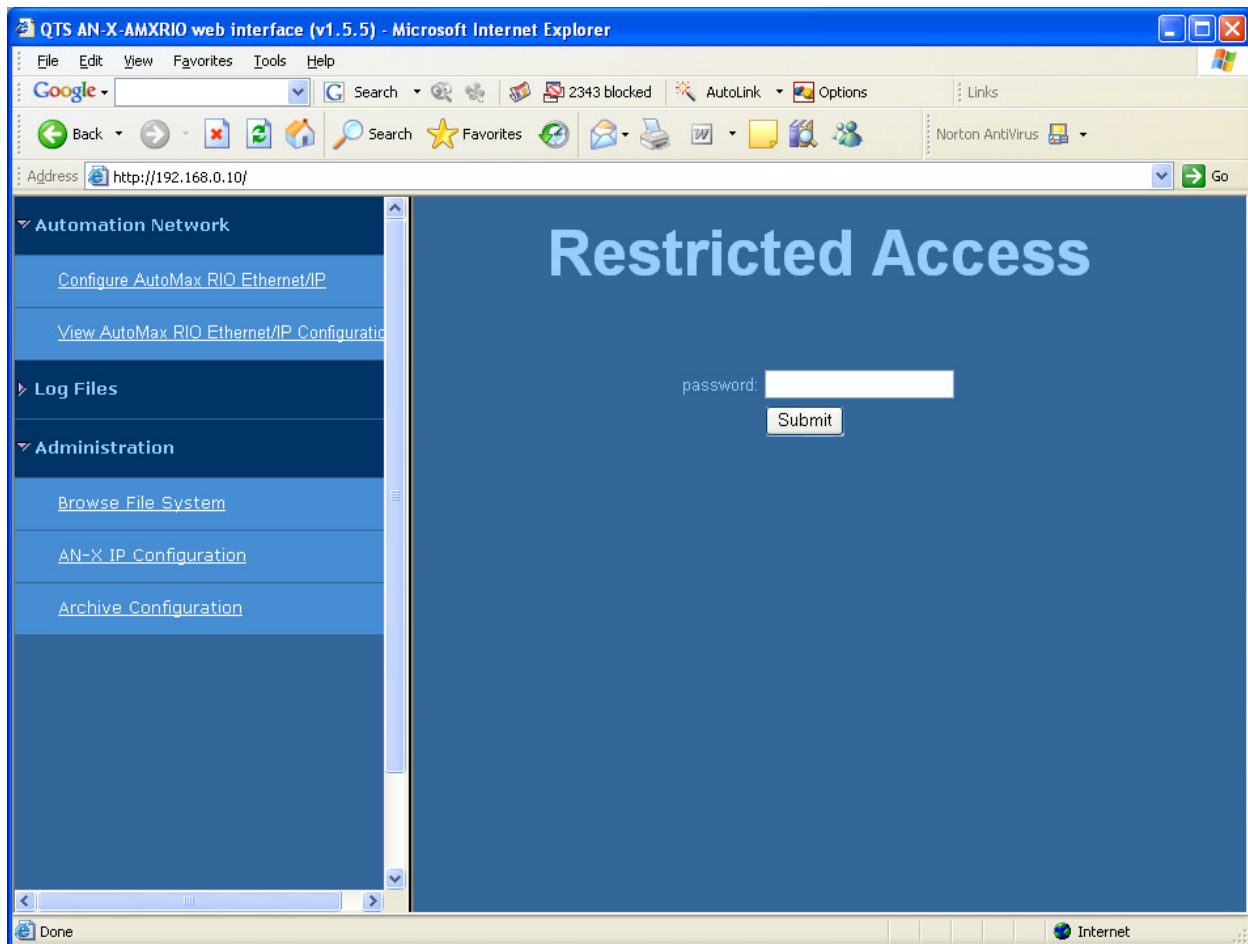 QTS AN-X-AMXRIO web interface (v1.5.5) - Microsoft Internet Explorer
File Edit View Favorites Tools Help
Google Search 2343 blocked AutoLink Options Links
Back Search Favorites Norton AntiVirus
Address http://192.168.0.10/ Go
Automation Network
Configure AutoMax RIO Ethernet/IP
View AutoMax RIO Ethernet/IP Configuratio
Log Files
Administration
Browse File System
AN-X IP Configuration
Archive Configuration
Restricted Access
password:
Submit
Done Internet